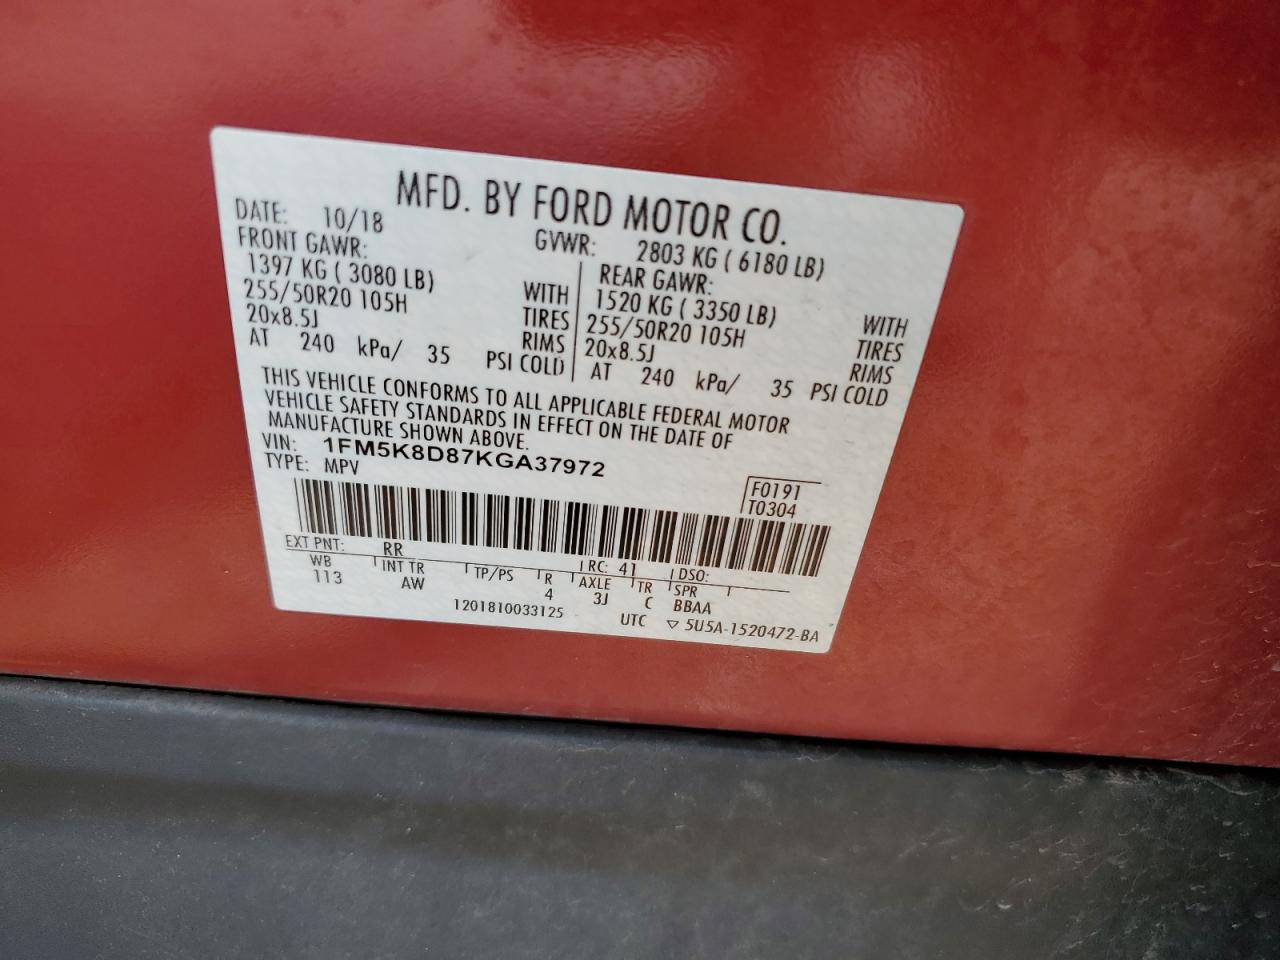 MFD. BY FORD MOTOR CO.
DATE: 10/18 GVWR: 2803 KG ( 6180 LB)
FRONT GAWR: REAR GAWR:
1397 KG ( 3080 LB) WITH 1520 KG ( 3350 LB) WITH
255/50R20 105H TIRES 255/50R20 105H TIRES
20x8.5J RIMS 20x8.5J RIMS
AT 240 kPa/ 35 PSI COLD AT 240 kPa/ 35 PSI COLD
THIS VEHICLE CONFORMS TO ALL APPLICABLE FEDERAL MOTOR
VEHICLE SAFETY STANDARDS IN EFFECT ON THE DATE OF
MANUFACTURE SHOWN ABOVE.
VIN: 1FM5K8D87KGA37972
TYPE: MPV
F0191
T0304
EXT PNT: RR RC: 41 DSO:
WB INT TR TP/PS R AXLE TR SPR
113 AW 4 3J C BBAA
1201810033125 UTC ▽ 5U5A-1520472-BA